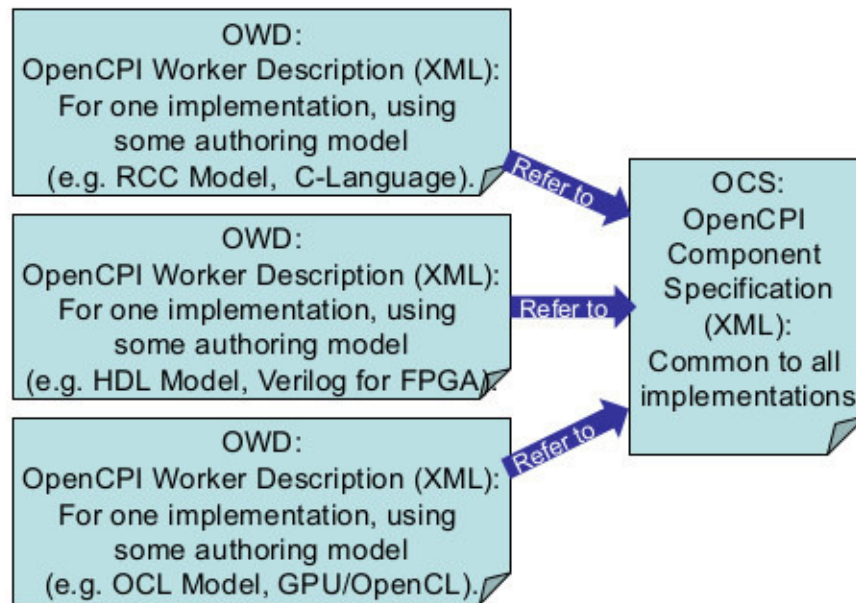 OWD:
OpenCPI Worker Description (XML):
For one implementation, using
some authoring model
(e.g. RCC Model, C-Language).
Refer to
OWD:
OpenCPI Worker Description (XML):
For one implementation, using
some authoring model
(e.g. HDL Model, Verilog for FPGA).
Refer to
OWD:
OpenCPI Worker Description (XML):
For one implementation, using
some authoring model
(e.g. OCL Model, GPU/OpenCL).
Refer to
OCS:
OpenCPI
Component
Specification
(XML):
Common to all
implementations